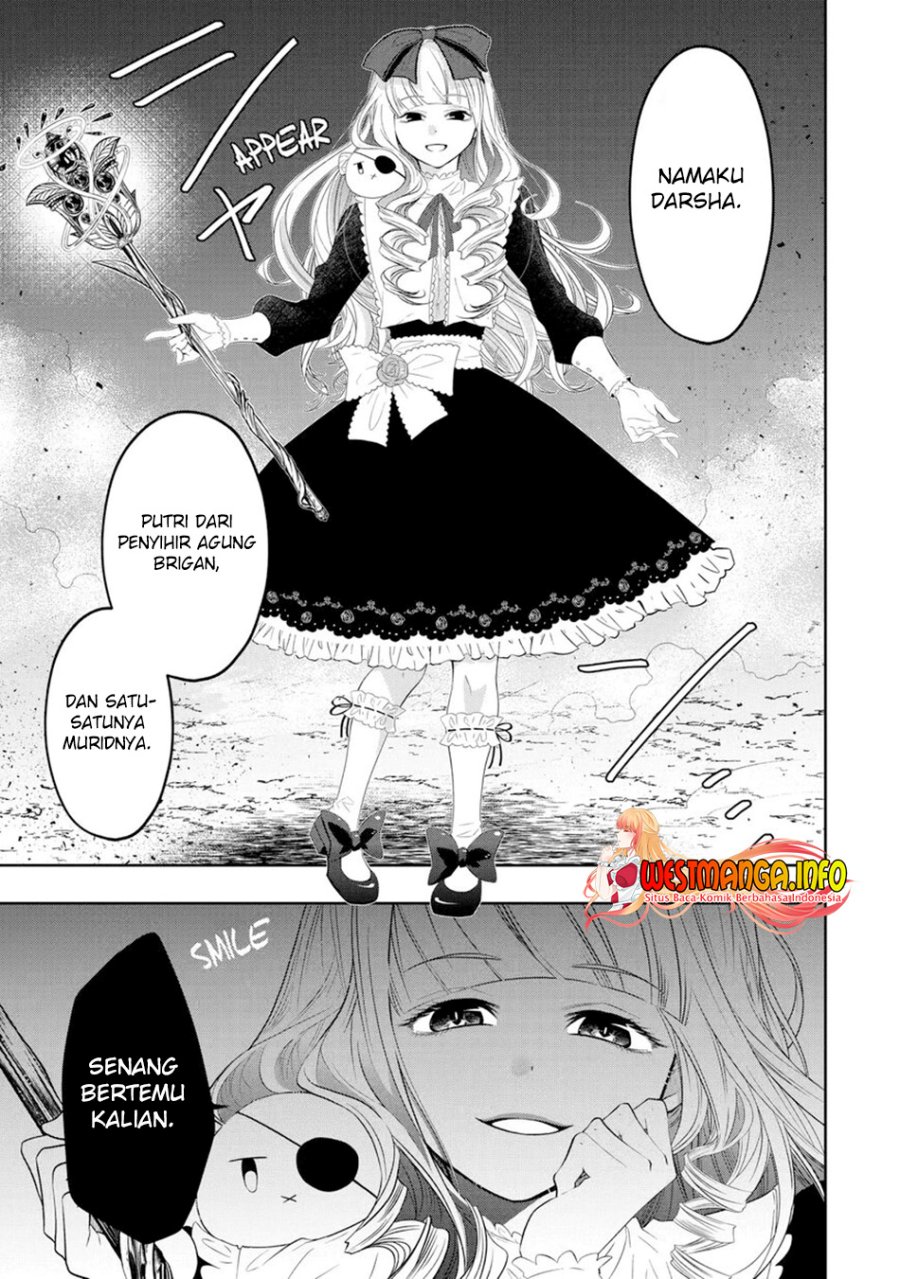 NAMAKU
DARSHA.
APPEAR
ヤ
PUTRI DARI
PENYIHIR AGUNG
BRIGAN,
DAN SATU-
SATUNYA
MURIDNYA.
WESTMANGA.INFO
Situs Baca Komik Berbahasa Indonesia
SMILE
SENANG
BERTEMU
KALIAN.